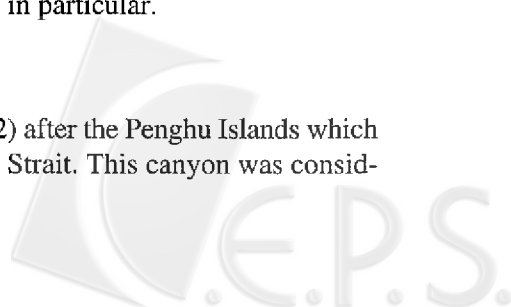 in particular.
2) after the Penghu Islands which
Strait. This canyon was consid-
C.E.P.S.